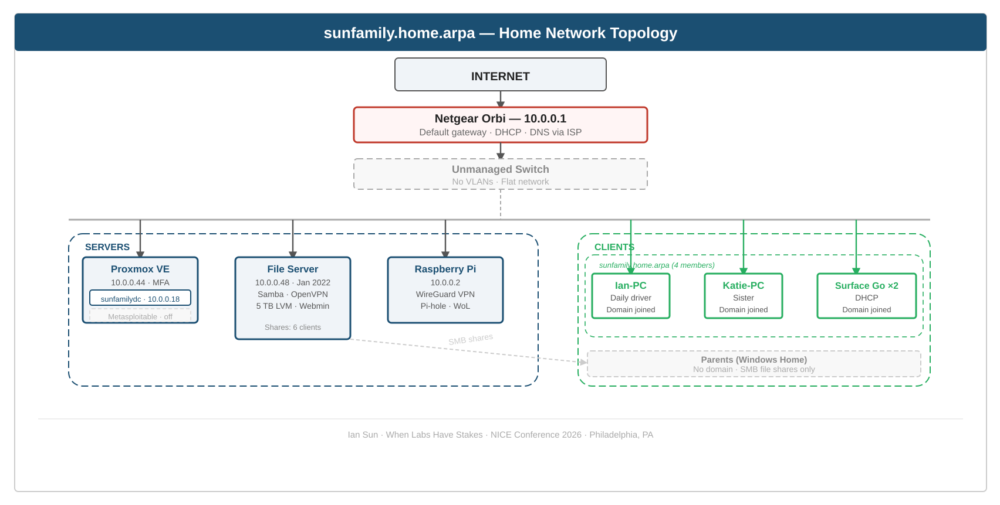 sunfamily.home.arpa — Home Network Topology
INTERNET
Netgear Orbi — 10.0.0.1
Default gateway · DHCP · DNS via ISP
Unmanaged Switch
No VLANs · Flat network
SERVERS
Proxmox VE
10.0.0.44 · MFA
sunfamilydc · 10.0.0.18
Metasploitable · off
File Server
10.0.0.48 · Jan 2022
Samba · OpenVPN
5 TB LVM · Webmin
Shares: 6 clients
Raspberry Pi
10.0.0.2
WireGuard VPN
Pi-hole · WoL
SMB shares
CLIENTS
sunfamily.home.arpa (4 members)
Ian-PC
Daily driver
Domain joined
Katie-PC
Sister
Domain joined
Surface Go ×2
DHCP
Domain joined
Parents (Windows Home)
No domain · SMB file shares only
Ian Sun · When Labs Have Stakes · NICE Conference 2026 · Philadelphia, PA